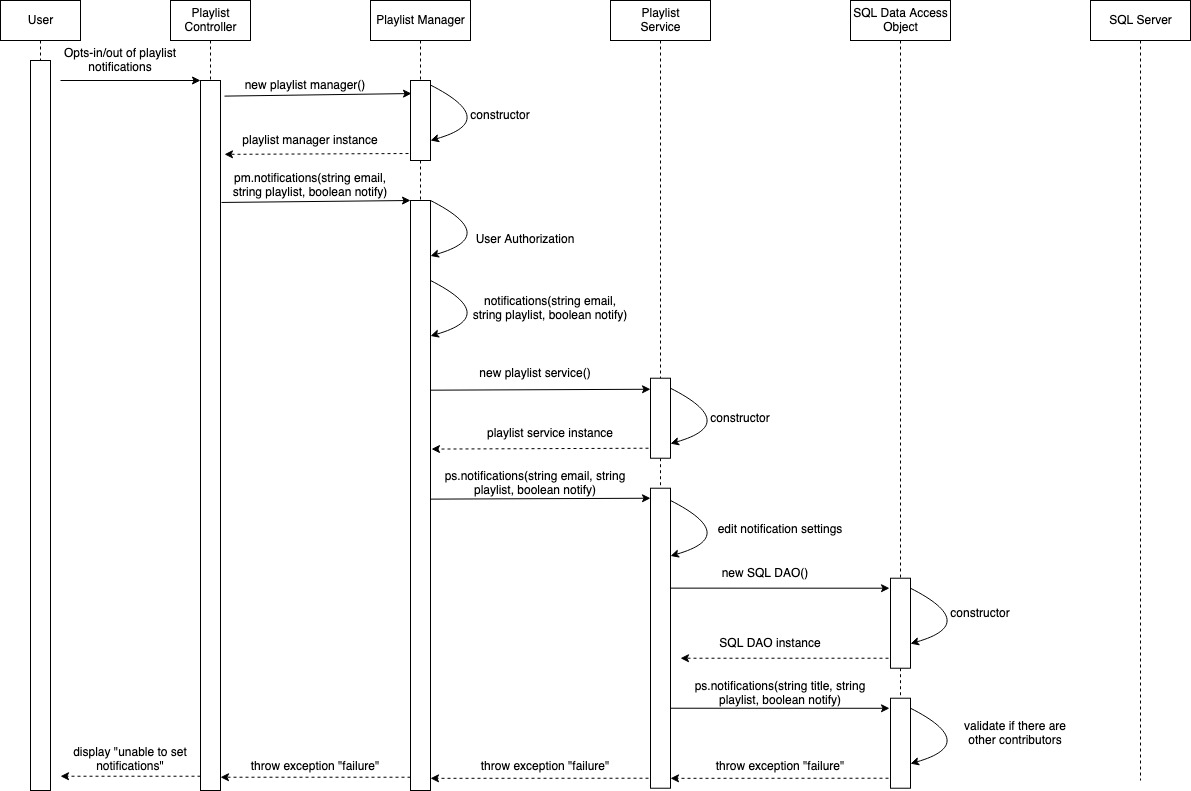 User
Playlist
Controller
Playlist Manager
Playlist
Service
SQL Data Access
Object
SQL Server
Opts-in/out of playlist
notifications
new playlist manager()
constructor
playlist manager instance
pm.notifications(string email,
string playlist, boolean notify)
User Authorization
notifications(string email,
string playlist, boolean notify)
new playlist service()
constructor
playlist service instance
ps.notifications(string email, string
playlist, boolean notify)
edit notification settings
new SQL DAO()
constructor
SQL DAO instance
ps.notifications(string title, string
playlist, boolean notify)
validate if there are
other contributors
display "unable to set
notifications"
throw exception "failure"
throw exception "failure"
throw exception "failure"